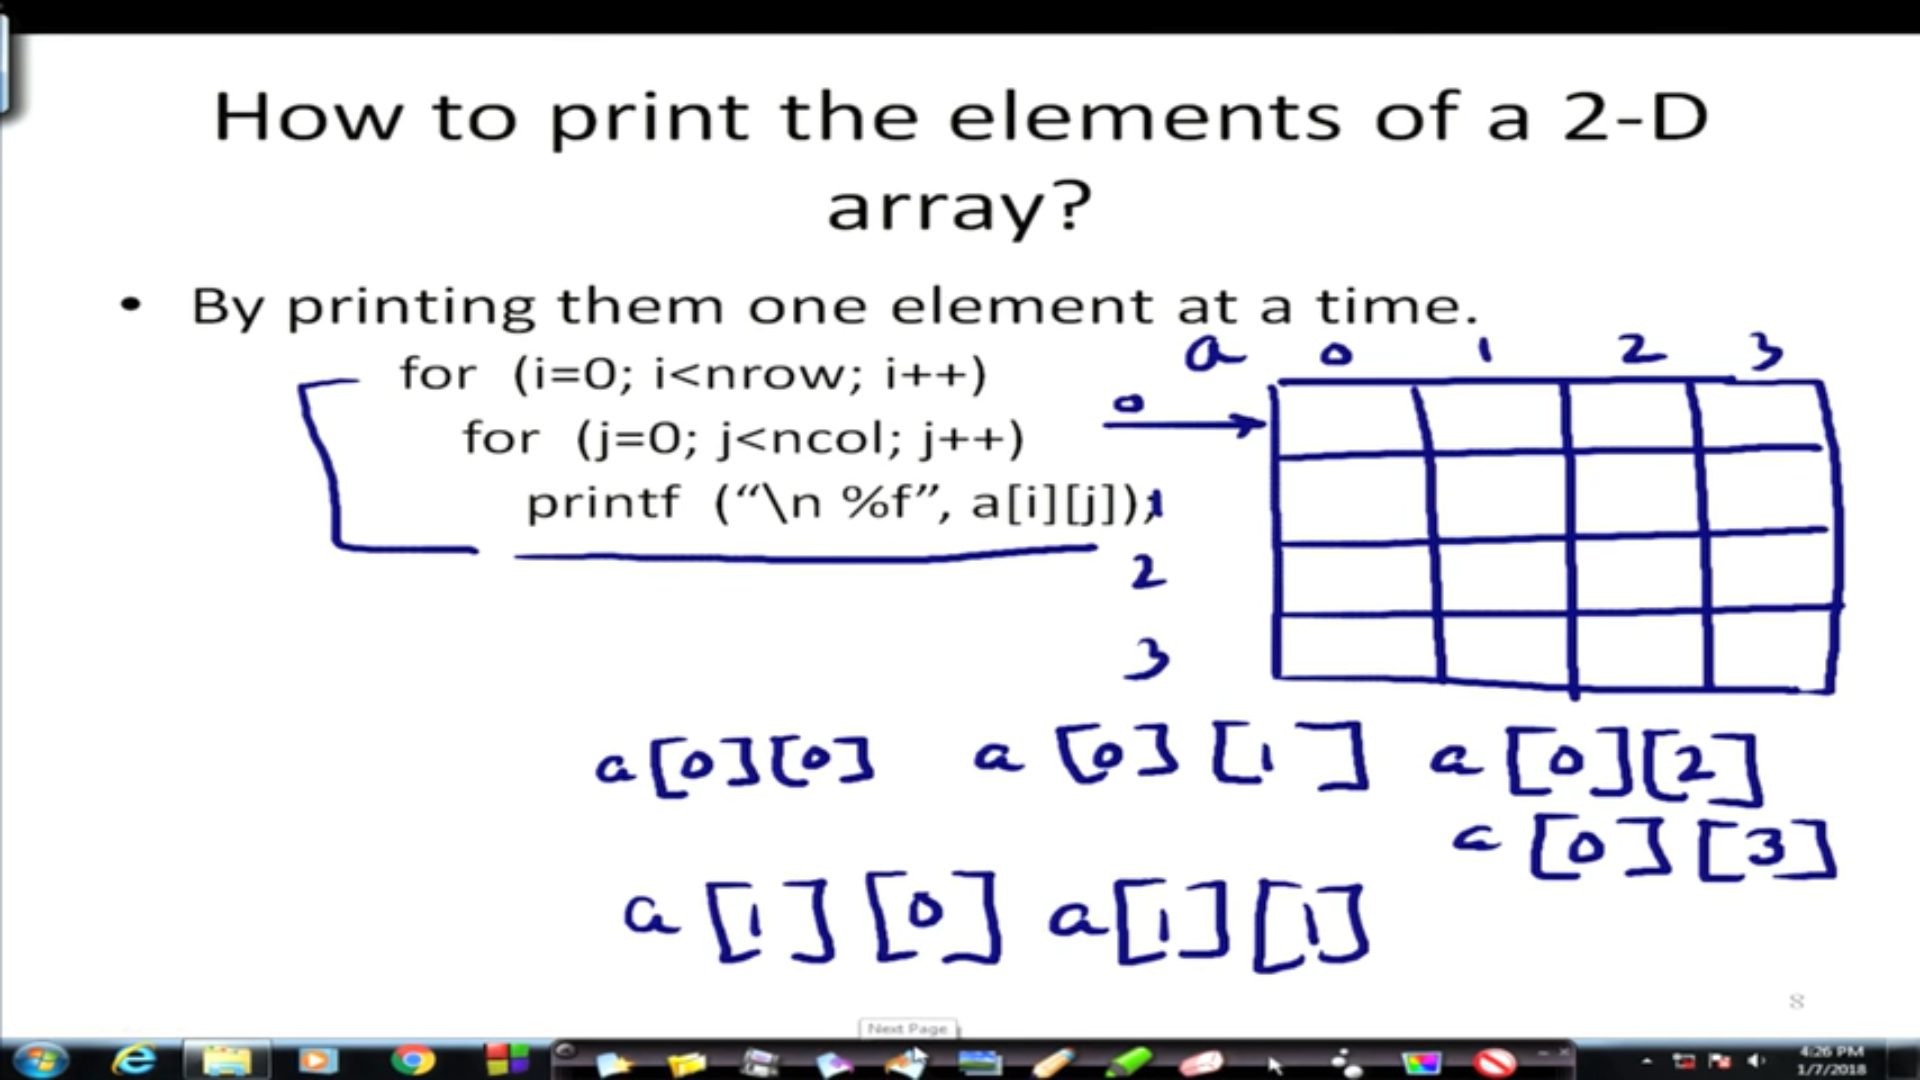 How to print the elements of a 2-D
array?
• By printing them one element at a time.
for (i=0; i<nrow; i++)
for (j=0; j<ncol; j++)
printf (“\n %f”, a[i][j]);
a 0 1 2 3
0
1
2
3
a[0][0] a[0][1] a[0][2]
a[0][3]
a[1][0] a[1][1]
8
Next Page
4:26 PM
1/7/2018